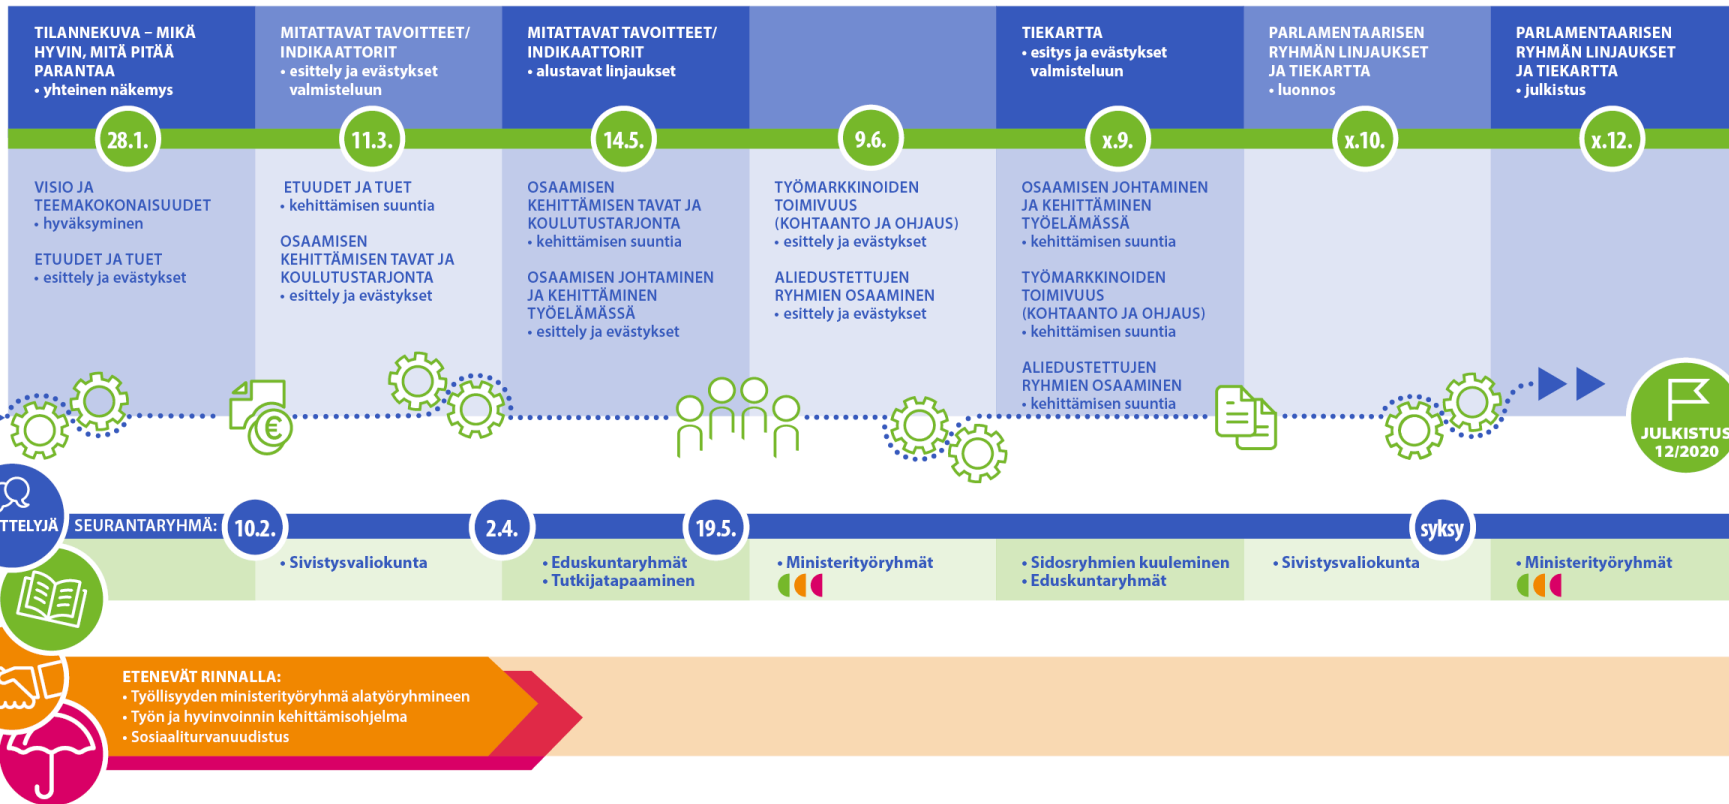 TILANNEKUVA – MIKÄ
HYVIN, MITÄ PITÄÄ
PARANTAA
• yhteinen näkemys
MITATTAVAT TAVOITTEET/
INDIKAATTORIT
• esittely ja evästykset
valmisteluun
MITATTAVAT TAVOITTEET/
INDIKAATTORIT
• alustavat linjaukset
TIEKARTTA
• esitys ja evästykset
valmisteluun
PARLAMENTAARISEN
RYHMÄN LINJAUKSET
JA TIEKARTTA
• luonnos
PARLAMENTAARISEN
RYHMÄN LINJAUKSET
JA TIEKARTTA
• julkistus
28.1.
11.3.
14.5.
9.6.
x.9.
x.10.
x.12.
VISIO JA
TEEMAKOKONAISUUDET
• hyväksyminen
ETUUDET JA TUET
• esittely ja evästykset
ETUUDET JA TUET
• kehittämisen suuntia
OSAAMISEN
KEHITTÄMISEN TAVAT JA
KOULUTUSTARJONTA
• esittely ja evästykset
OSAAMISEN
KEHITTÄMISEN TAVAT JA
KOULUTUSTARJONTA
• kehittämisen suuntia
OSAAMISEN JOHTAMINEN
JA KEHITTÄMINEN
TYÖELÄMÄSSÄ
• esittely ja evästykset
TYÖMARKKINOIDEN
TOIMIVUUS
(KOHTAANTO JA OHJAUS)
• esittely ja evästykset
ALIEDUSTETTUJEN
RYHMIEN OSAAMINEN
• esittely ja evästykset
OSAAMISEN JOHTAMINEN
JA KEHITTÄMINEN
TYÖELÄMÄSSÄ
• kehittämisen suuntia
TYÖMARKKINOIDEN
TOIMIVUUS
(KOHTAANTO JA OHJAUS)
• kehittämisen suuntia
ALIEDUSTETTUJEN
RYHMIEN OSAAMINEN
• kehittämisen suuntia
€
JULKISTUS
12/2020
TTELYJÄ
SEURANTARYHMÄ:
10.2.
2.4.
19.5.
syksy
• Sivistysvaliokunta
• Eduskuntaryhmät
• Tutkijatapaaminen
• Ministerityöryhmät
• Sidosryhmien kuuleminen
• Eduskuntaryhmät
• Sivistysvaliokunta
• Ministerityöryhmät
ETENEVÄT RINNALLA:
• Työllisyyden ministerityöryhmä alatyöryhmineen
• Työn ja hyvinvoinnin kehittämisohjelma
• Sosiaaliturvanuudistus